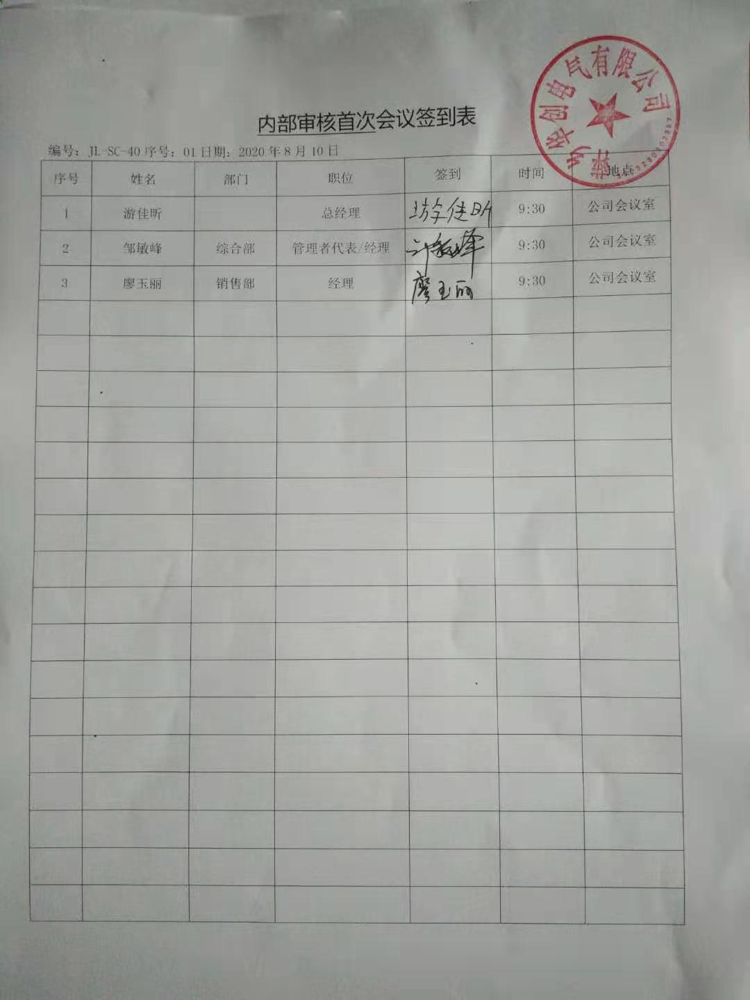 萍乡华创电民有限公司
内部审核首次会议签到表
编号：JL-SC-40 序号：01 日期：2020 年 8 月 10 日
序号 姓名 部门 职位 签到 时间 地点
1 游佳昕 总经理 游佳昕 9:30 公司会议室
2 邹敏峰 综合部 管理者代表/经理 邹敏峰 9:30 公司会议室
3 廖玉丽 销售部 经理 廖玉丽 9:30 公司会议室